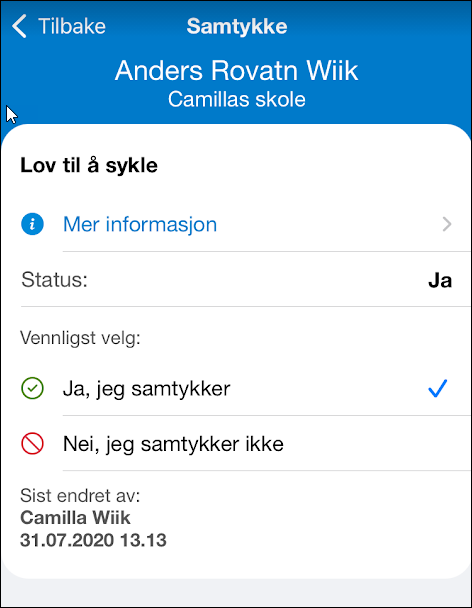 Tilbake
Samtykke
Anders Rovatn Wiik
Camillas skole
Lov til å sykle
Mer informasjon
Status: Ja
Vennligst velg:
Ja, jeg samtykker
Nei, jeg samtykker ikke
Sist endret av:
Camilla Wiik
31.07.2020 13.13